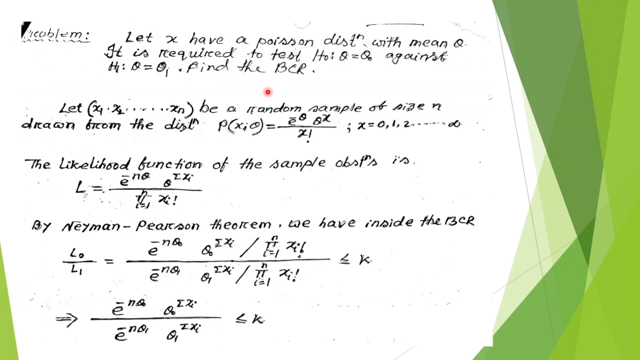 Problem:
Let x have a poisson distⁿ with mean θ.
It is required to test H₀: θ = θ₀ against
H₁: θ = θ₁. Find the BCR.
Let (x₁, x₂ ....... xₙ) be a random sample of size n
drawn from the distⁿ P(x; θ) = e^{-θ} θ^x / x! ; x = 0, 1, 2 ------- ∞
The Likelihood function of the sample obsⁿs is
L = e^{-nθ} θ^{Σxi} / ∏_{i=1}^{n} xi!
By Neyman-Pearson theorem, we have inside the BCR
L₀/L₁ = (e^{-nθ₀} θ₀^{Σxi} / ∏_{i=1}^{n} xi!) / (e^{-nθ₁} θ₁^{Σxi} / ∏_{i=1}^{n} xi!) ≤ k
⟹ (e^{-nθ₀} θ₀^{Σxi}) / (e^{-nθ₁} θ₁^{Σxi}) ≤ k